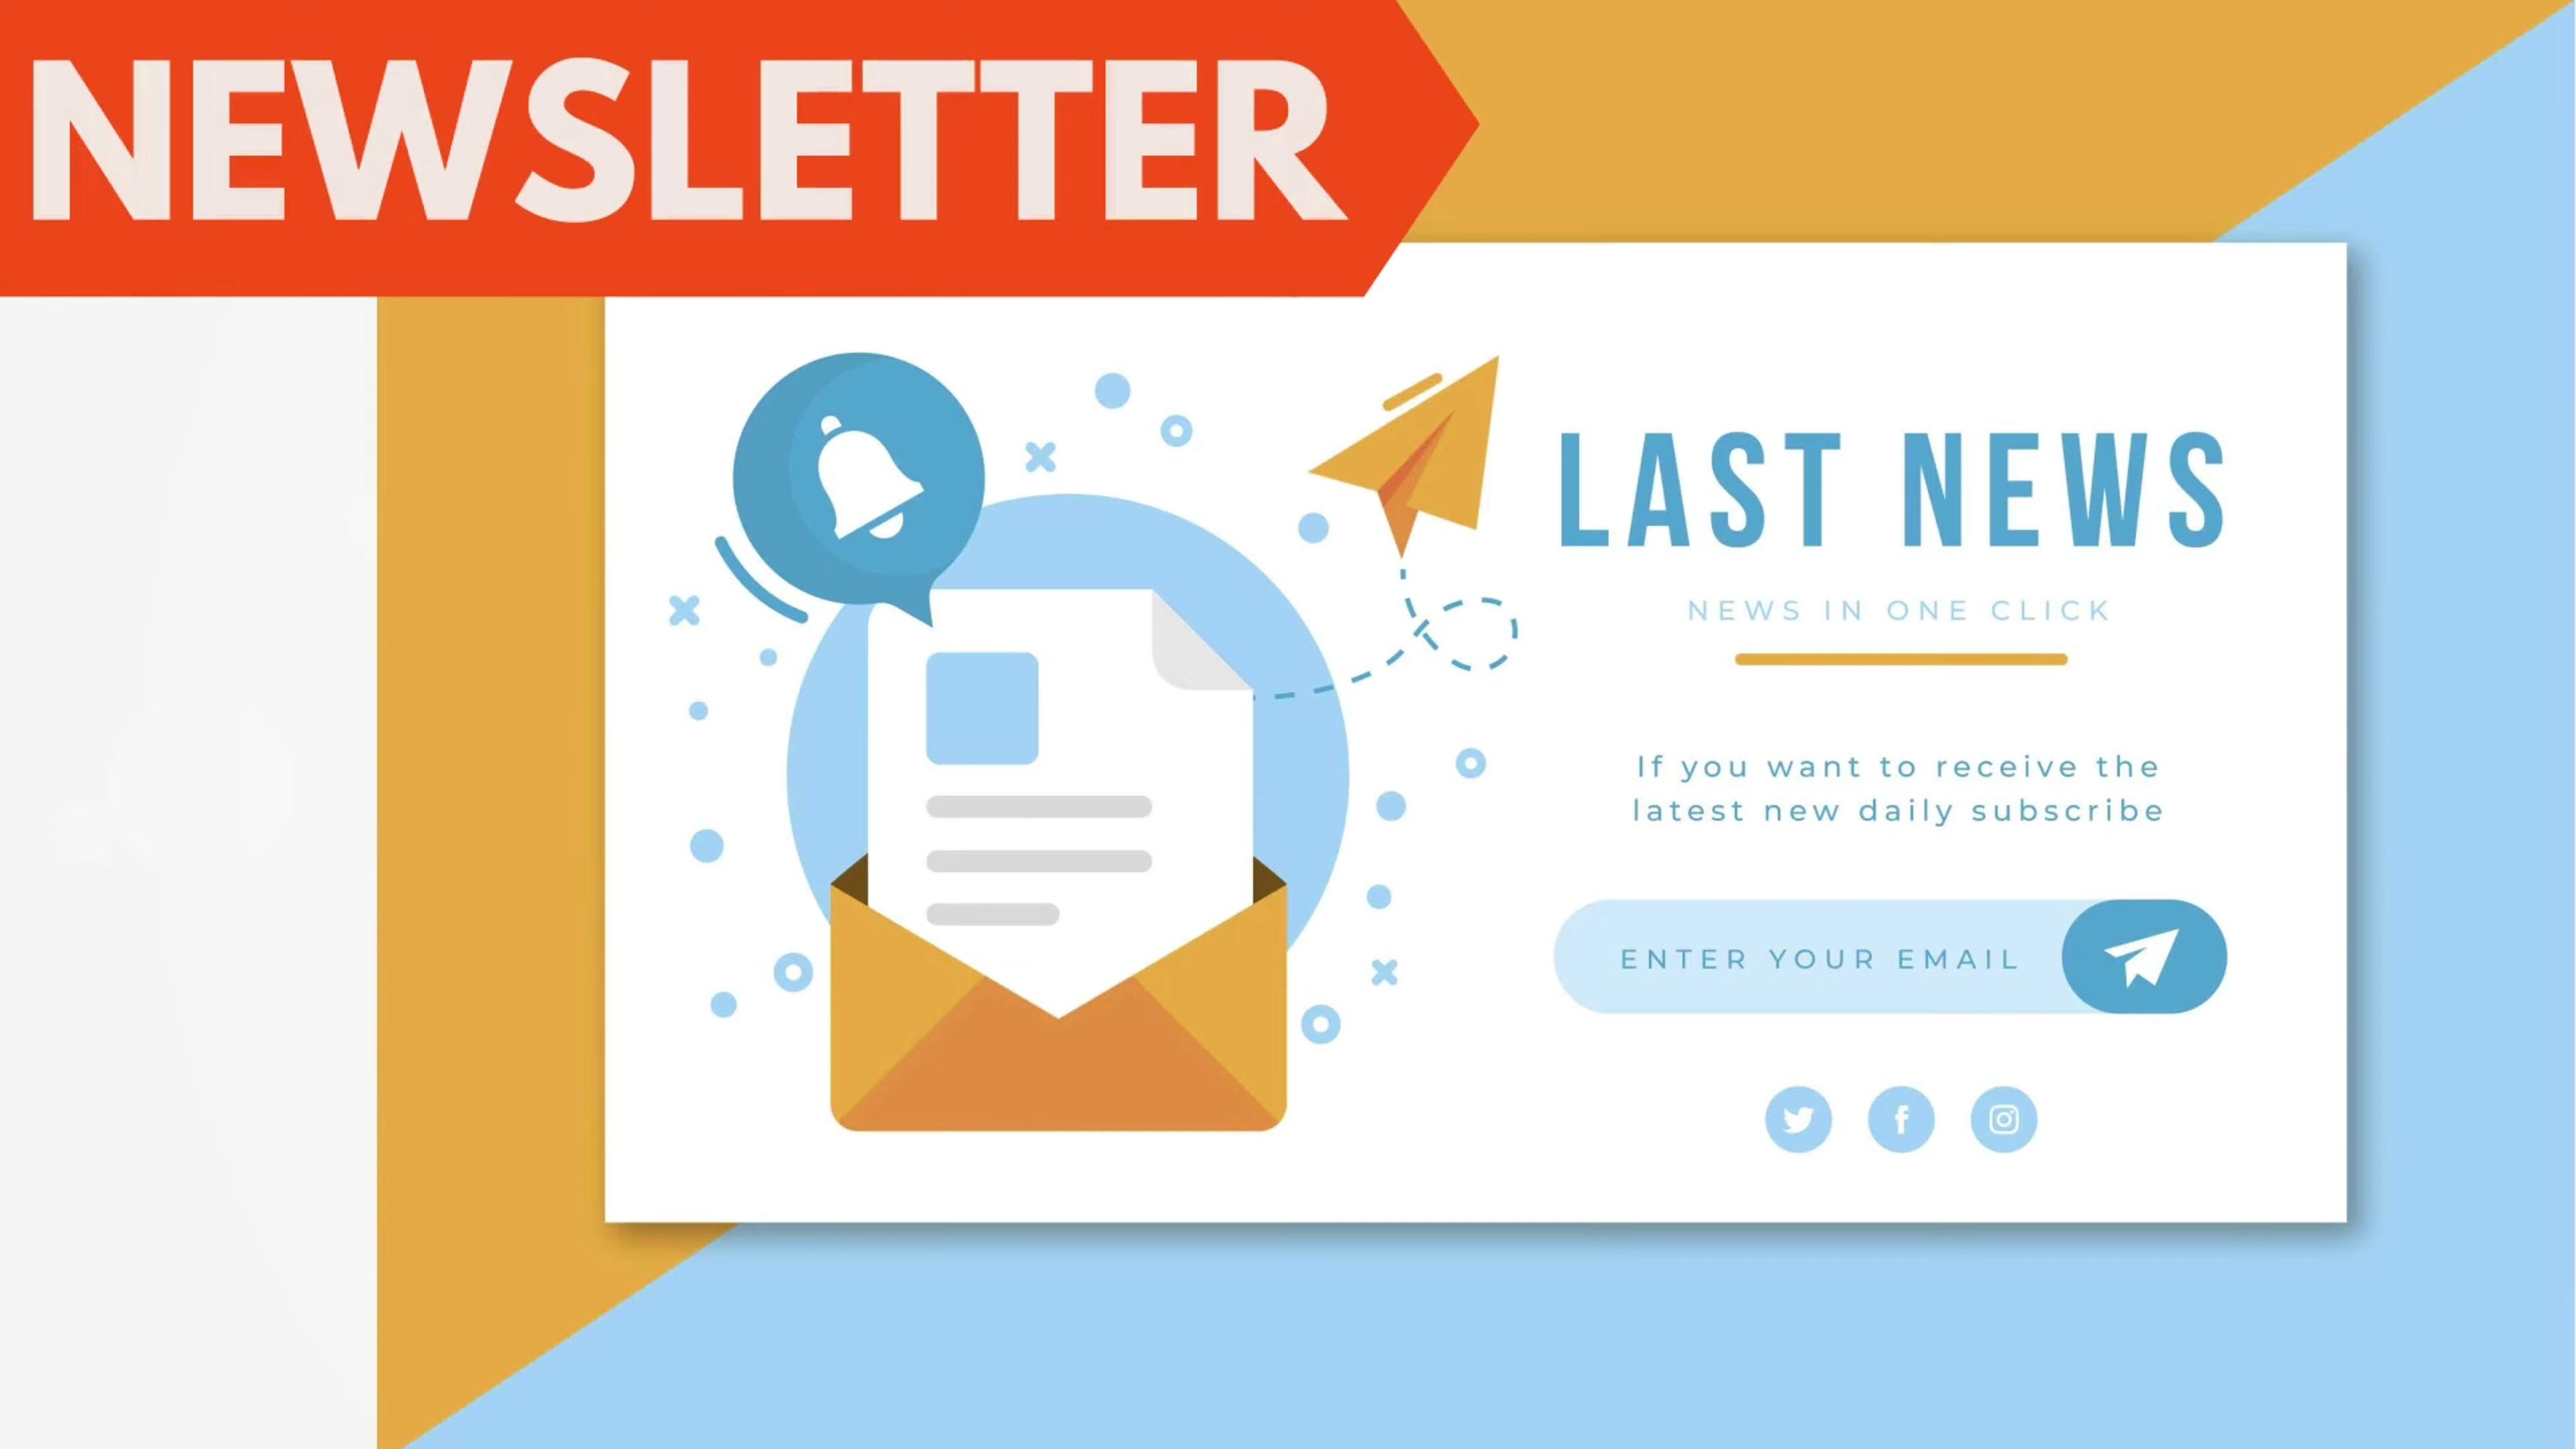 NEWSLETTER
LAST NEWS
NEWS IN ONE CLICK
If you want to receive the
latest new daily subscribe
ENTER YOUR EMAIL